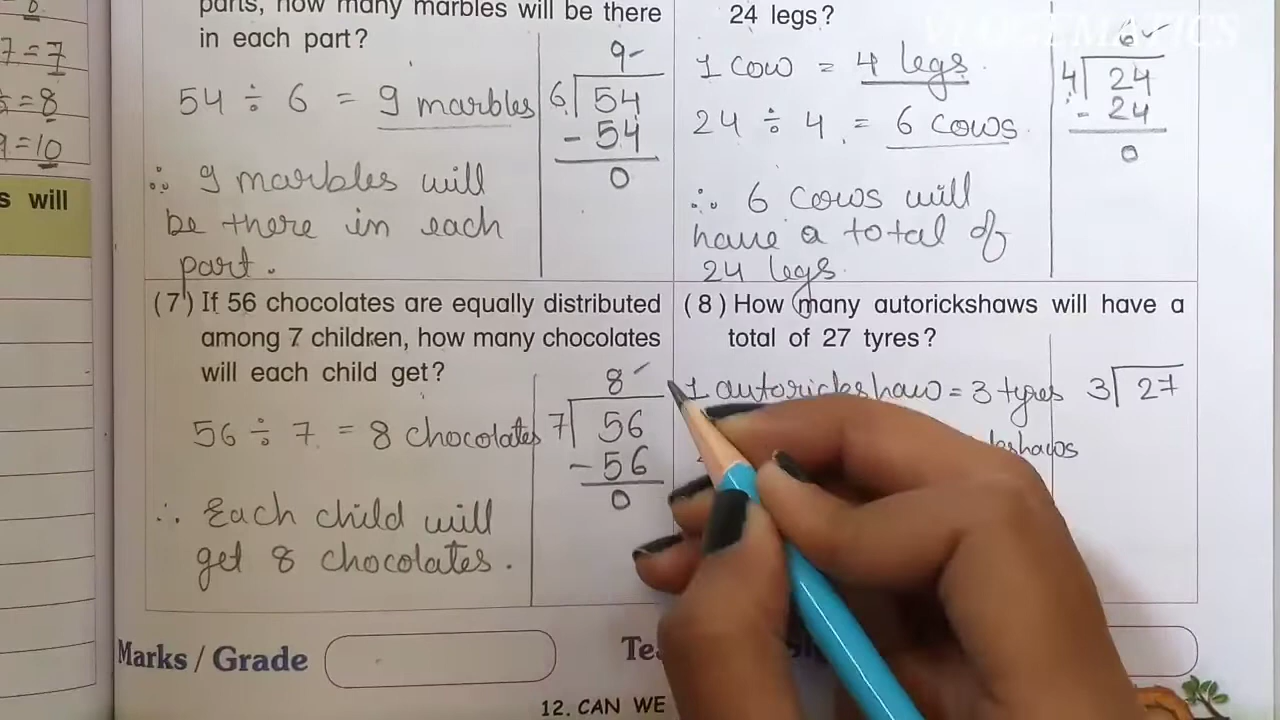 7 = 7
= 8
= 10
s will
parts, how many marbles will be there
in each part?
54 ÷ 6 = 9 marbles
∴ 9 marbles will
be there in each
part.
9
6 54
- 54
0
24 legs?
1 cow = 4 legs
24 ÷ 4 = 6 cows
∴ 6 cows will
have a total of
24 legs.
6
4 24
- 24
0
(7) If 56 chocolates are equally distributed
among 7 children, how many chocolates
will each child get?
56 ÷ 7 = 8 chocolates
∴ Each child will
get 8 chocolates.
8
7 56
- 56
0
(8) How many autorickshaws will have a
total of 27 tyres?
1 autorickshaw = 3 tyres
3 27
Marks / Grade
12. CAN WE